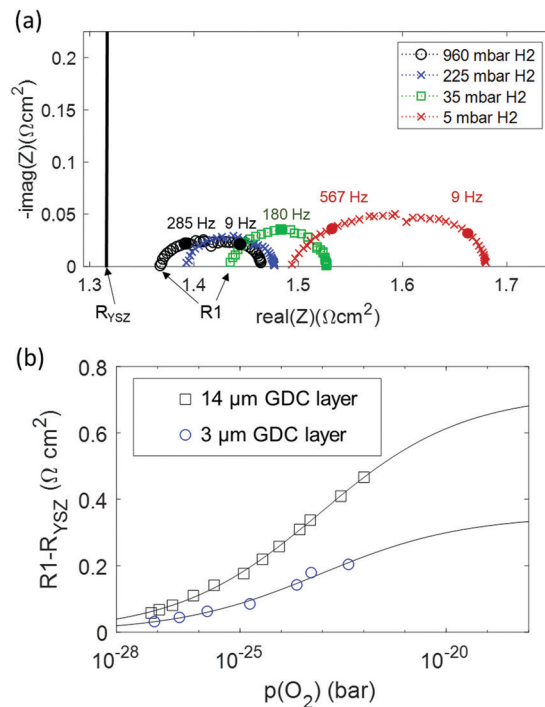 (a)
0.2
0.15
0.1
0.05
0
-imag(Z)(Ωcm²)
960 mbar H2
225 mbar H2
35 mbar H2
5 mbar H2
285 Hz
9 Hz
180 Hz
567 Hz
9 Hz
1.3
1.4
1.5
1.6
1.7
R_YSZ
R1
real(Z)(Ωcm²)
(b)
0.8
0.6
0.4
0.2
0
R1-R_YSZ (Ω cm²)
14 µm GDC layer
3 µm GDC layer
10⁻²⁸
10⁻²⁵
10⁻²⁰
p(O₂) (bar)